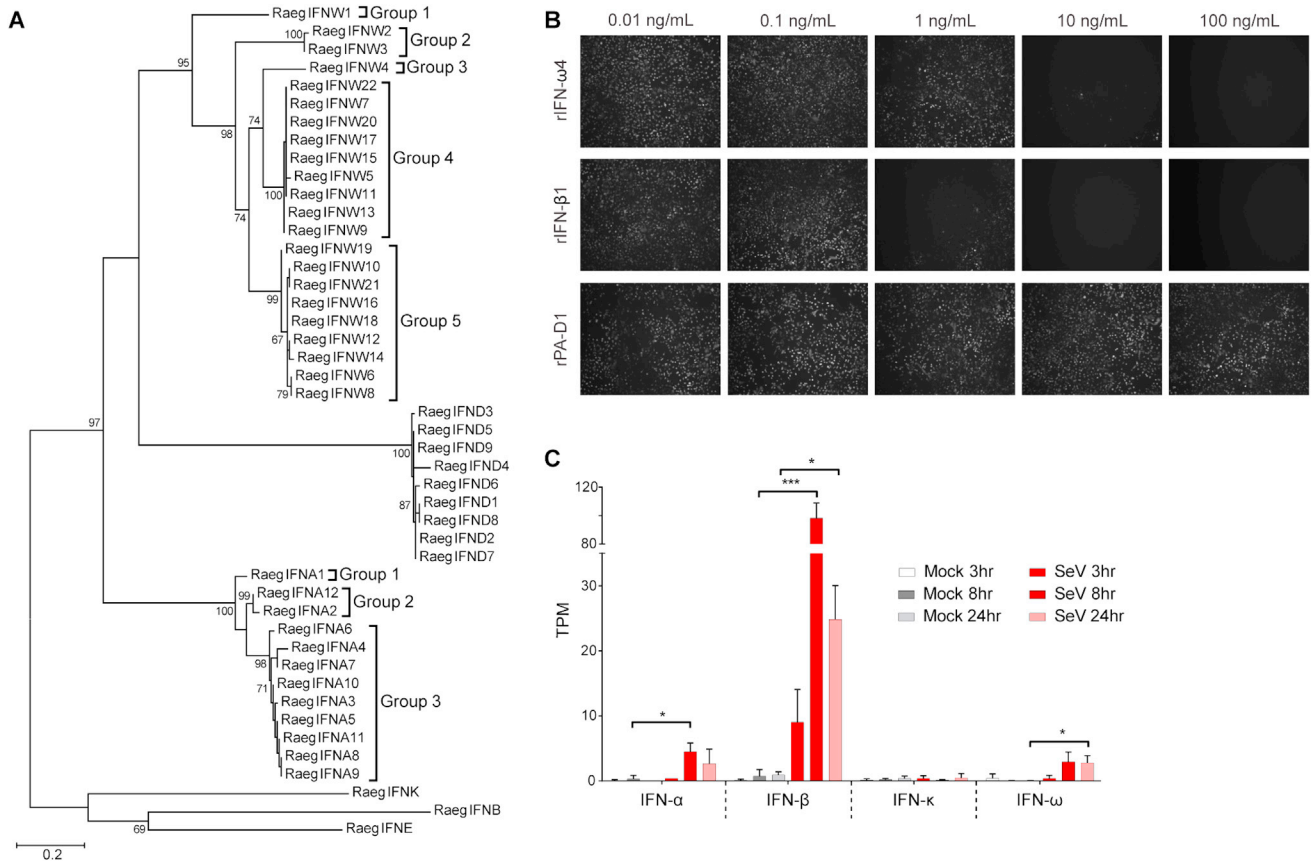 A
Raeg IFNW1
Group 1
Raeg IFNW2
100
Group 2
Raeg IFNW3
95
Raeg IFNW4
Group 3
Raeg IFNW22
Raeg IFNW7
Raeg IFNW20
74
98
Raeg IFNW17
Raeg IFNW15
Group 4
Raeg IFNW5
100
Raeg IFNW11
74
Raeg IFNW13
Raeg IFNW9
Raeg IFNW19
Raeg IFNW10
Raeg IFNW21
99
Raeg IFNW16
Raeg IFNW18
Group 5
67
Raeg IFNW12
Raeg IFNW14
Raeg IFNW6
79
Raeg IFNW8
97
Raeg IFND3
Raeg IFND5
Raeg IFND9
100
Raeg IFND4
Raeg IFND6
87
Raeg IFND1
Raeg IFND8
Raeg IFND2
Raeg IFND7
Raeg IFNA1
Group 1
99
Raeg IFNA12
Group 2
100
Raeg IFNA2
Raeg IFNA6
Raeg IFNA4
98
Raeg IFNA7
71
Raeg IFNA10
Raeg IFNA3
Group 3
Raeg IFNA5
Raeg IFNA11
Raeg IFNA8
Raeg IFNA9
Raeg IFNK
Raeg IFNB
69
Raeg IFNE
0.2
B
0.01 ng/mL
0.1 ng/mL
1 ng/mL
10 ng/mL
100 ng/mL
rIFN-ω4
rIFN-β1
rPA-D1
C
TPM
120
80
30
20
10
0
*
***
*
*
Mock 3hr
Mock 8hr
Mock 24hr
SeV 3hr
SeV 8hr
SeV 24hr
IFN-α
IFN-β
IFN-κ
IFN-ω